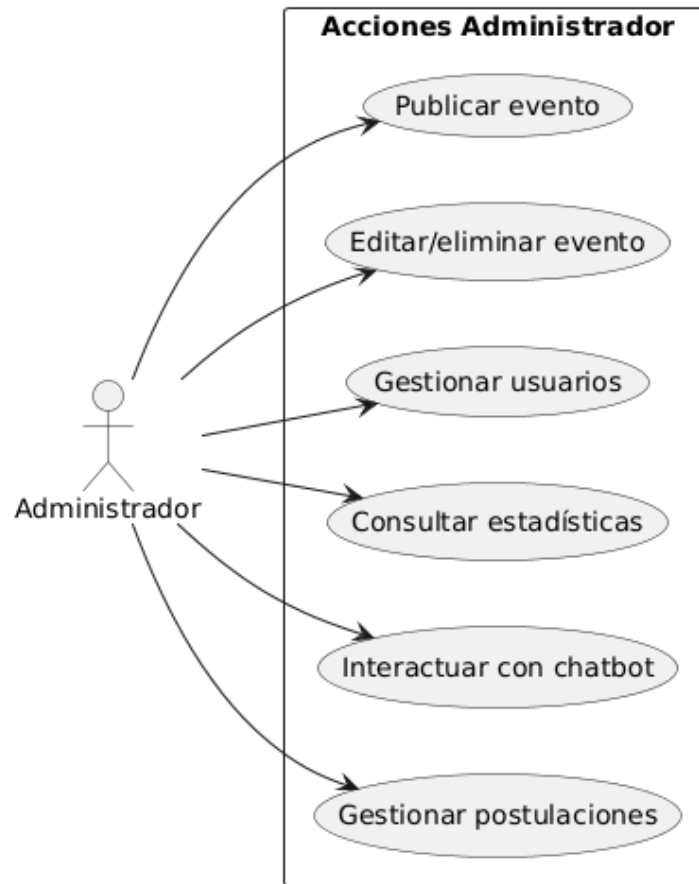 Acciones Administrador
Publicar evento
Editar/eliminar evento
Gestionar usuarios
Administrador
Consultar estadísticas
Interactuar con chatbot
Gestionar postulaciones